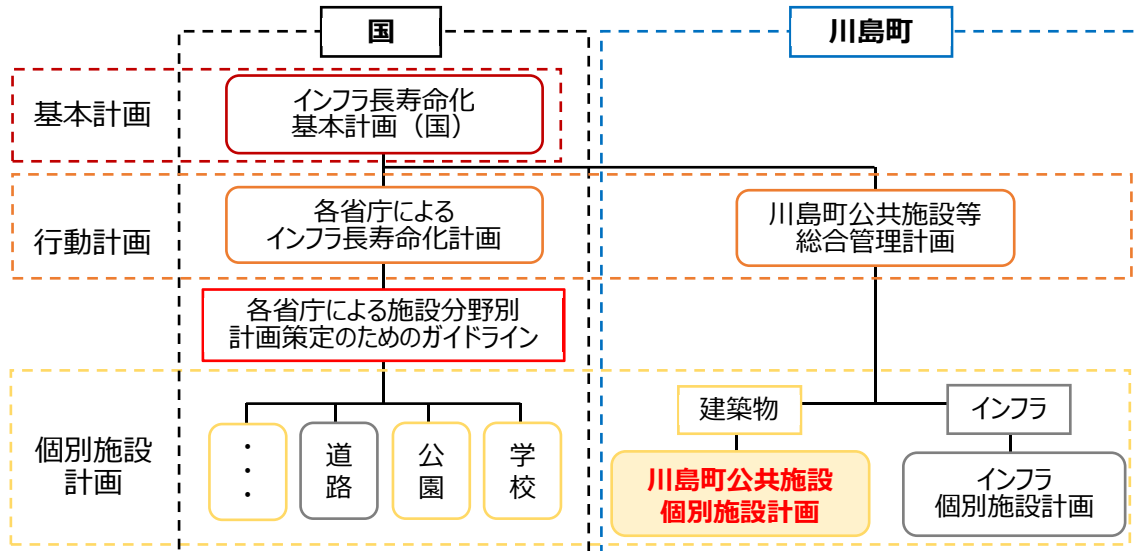 国
川島町
基本計画
インフラ長寿命化
基本計画（国）
行動計画
各省庁による
インフラ長寿命化計画
川島町公共施設等
総合管理計画
各省庁による施設分野別
計画策定のためのガイドライン
個別施設
計画
・・・
道路
公園
学校
建築物
インフラ
川島町公共施設
個別施設計画
インフラ
個別施設計画